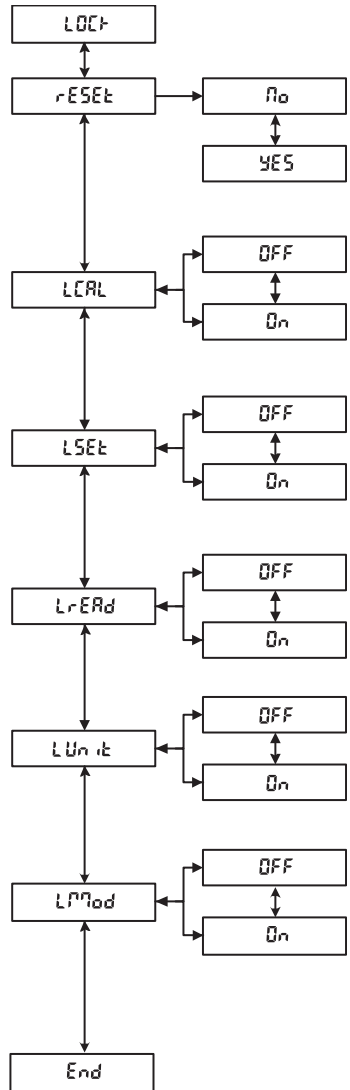 LOCK
rESEt
No
YES
LCAL
OFF
On
LSEt
OFF
On
LrEAd
OFF
On
LUnit
OFF
On
LMod
OFF
On
End